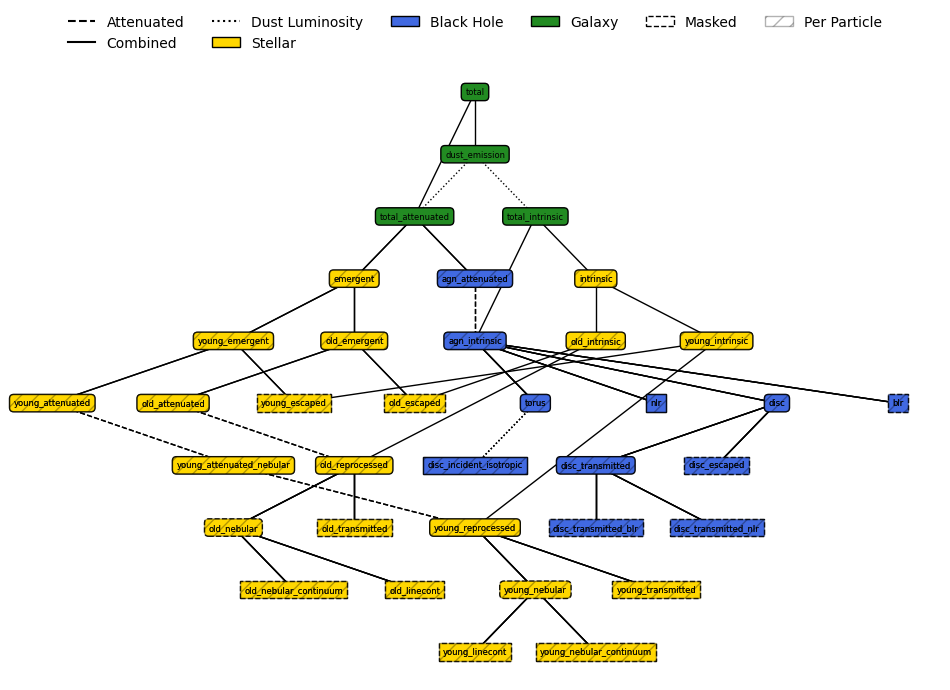 Attenuated Dust Luminosity Black Hole Galaxy Masked Per Particle
Combined Stellar
total
dust_emission
total_attenuated total_intrinsic
emergent agn_attenuated intrinsic
young_emergent old_emergent agn_intrinsic old_intrinsic young_intrinsic
young_attenuated old_attenuated young_escaped old_escaped torus nlr disc blr
young_attenuated_nebular old_reprocessed disc_incident_isotropic disc_transmitted disc_escaped
old_nebular old_transmitted young_reprocessed disc_transmitted_blr disc_transmitted_nlr
old_nebular_continuum old_linecont young_nebular young_transmitted
young_linecont young_nebular_continuum